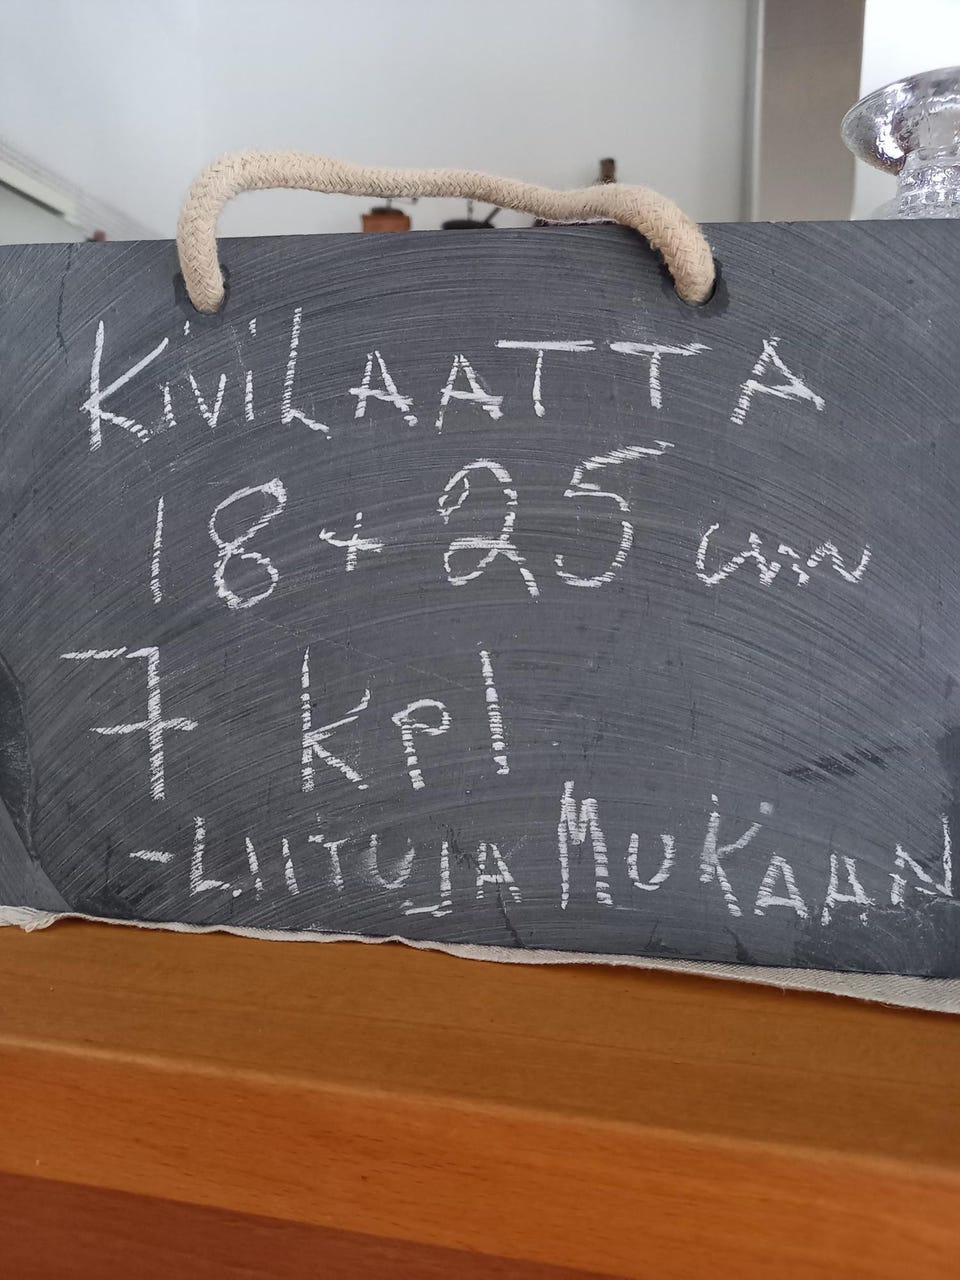 KiviLAATTA
18 + 25 cm
7 kpl
-LIITUJA MUKAAN